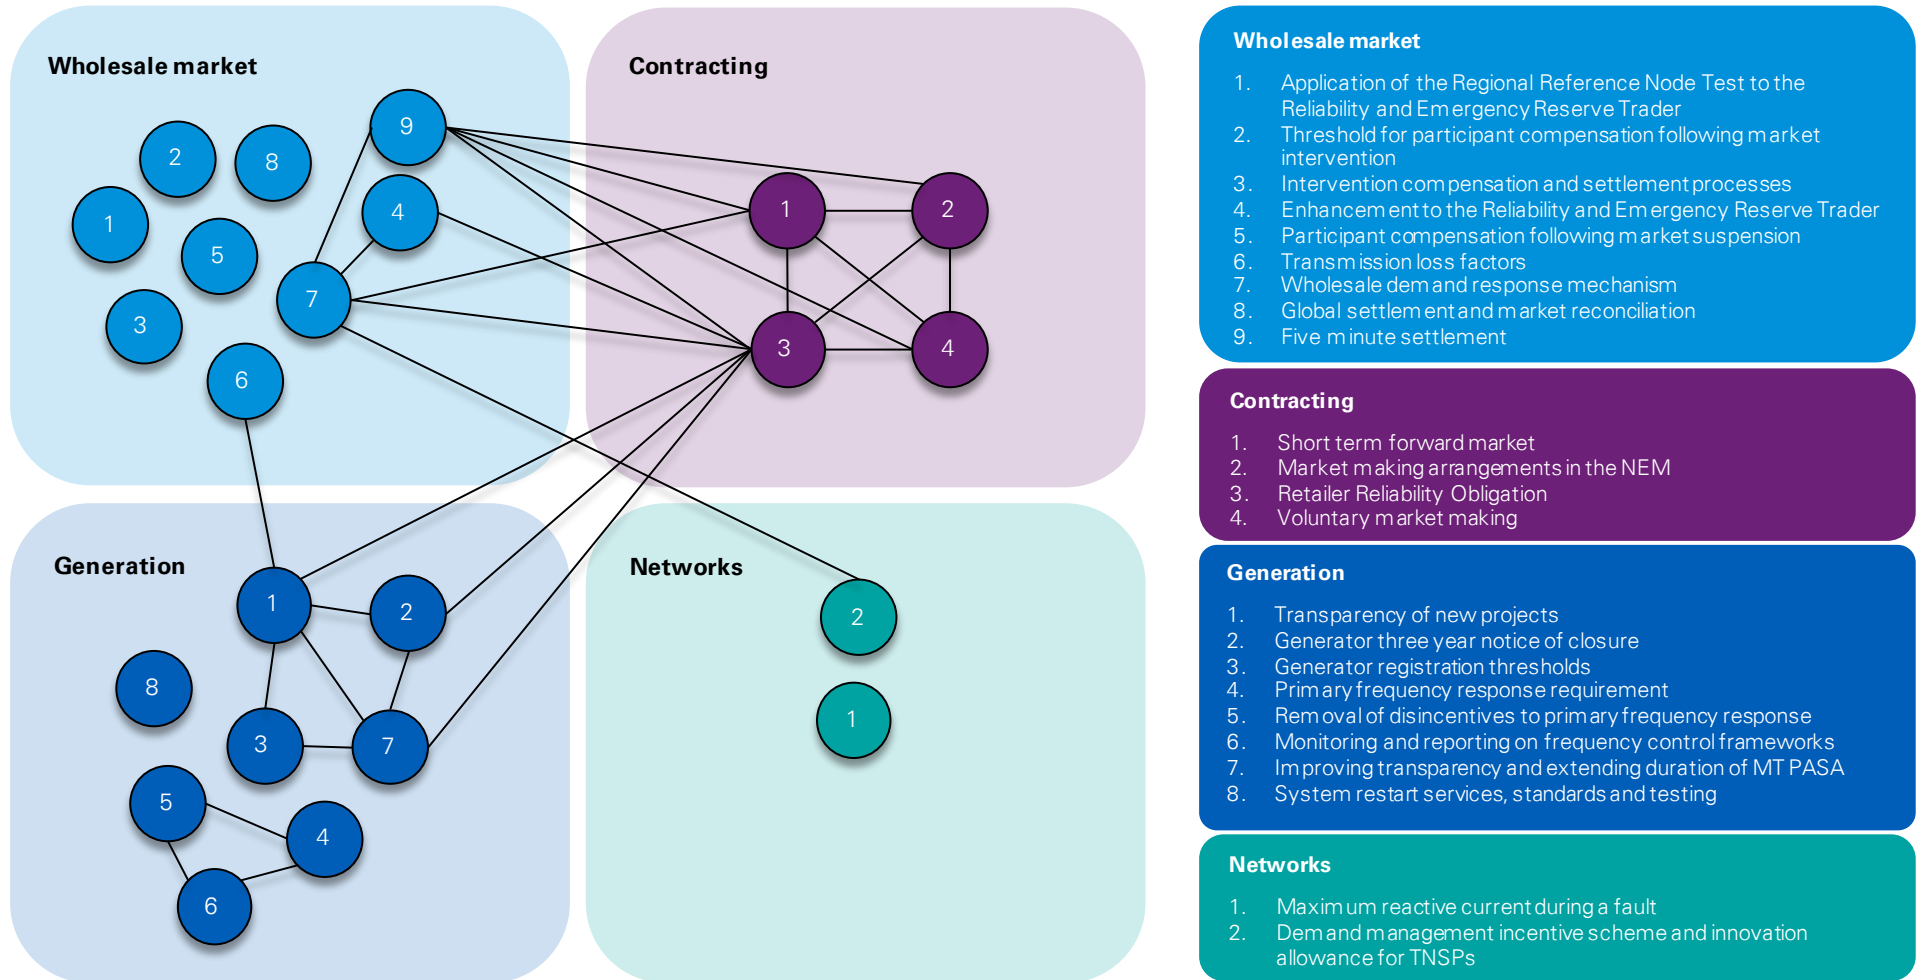 Wholesale market
9
2
8
4
1
5
7
3
6
Contracting
1
2
3
4
Generation
1
2
8
3
7
5
4
6
Networks
2
1
Wholesale market
1. Application of the Regional Reference Node Test to the
Reliability and Emergency Reserve Trader
2. Threshold for participant compensation following market
intervention
3. Intervention compensation and settlement processes
4. Enhancement to the Reliability and Emergency Reserve Trader
5. Participant compensation following market suspension
6. Transmission loss factors
7. Wholesale demand response mechanism
8. Global settlement and market reconciliation
9. Five minute settlement
Contracting
1. Short term forward market
2. Market making arrangements in the NEM
3. Retailer Reliability Obligation
4. Voluntary market making
Generation
1. Transparency of new projects
2. Generator three year notice of closure
3. Generator registration thresholds
4. Primary frequency response requirement
5. Removal of disincentives to primary frequency response
6. Monitoring and reporting on frequency control frameworks
7. Improving transparency and extending duration of MT PASA
8. System restart services, standards and testing
Networks
1. Maximum reactive current during a fault
2. Demand management incentive scheme and innovation
allowance for TNSPs